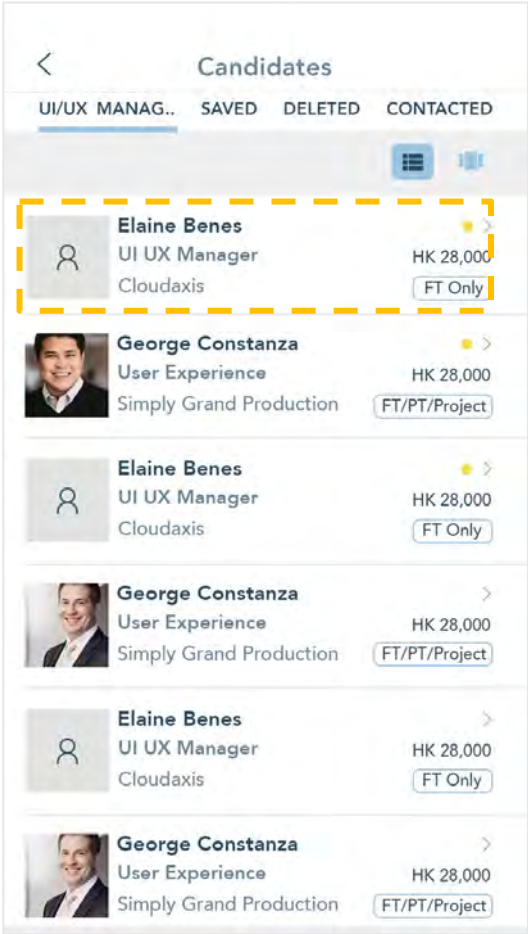 Candidates
UI/UX MANAG.. SAVED DELETED CONTACTED
Elaine Benes
UI UX Manager
HK 28,000
Cloudaxis
FT Only
George Constanza
User Experience
HK 28,000
Simply Grand Production
FT/PT/Project
Elaine Benes
UI UX Manager
HK 28,000
Cloudaxis
FT Only
George Constanza
User Experience
HK 28,000
Simply Grand Production
FT/PT/Project
Elaine Benes
UI UX Manager
HK 28,000
Cloudaxis
FT Only
George Constanza
User Experience
HK 28,000
Simply Grand Production
FT/PT/Project